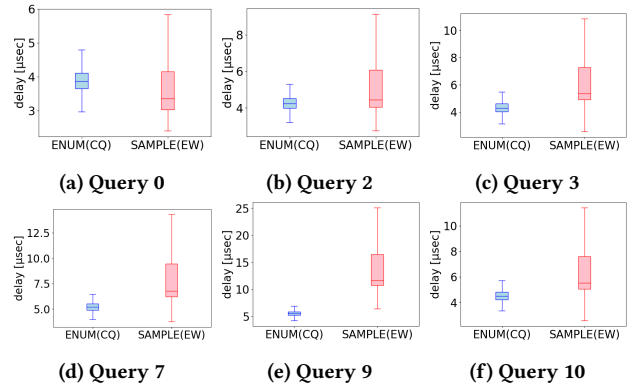 delay [μsec]
6
5
4
3
ENUM(CQ) SAMPLE(EW)
(a) Query 0
delay [μsec]
8
6
4
ENUM(CQ) SAMPLE(EW)
(b) Query 2
delay [μsec]
10
8
6
4
ENUM(CQ) SAMPLE(EW)
(c) Query 3
delay [μsec]
12.5
10.0
7.5
5.0
ENUM(CQ) SAMPLE(EW)
(d) Query 7
delay [μsec]
25
20
15
10
5
ENUM(CQ) SAMPLE(EW)
(e) Query 9
delay [μsec]
10
8
6
4
ENUM(CQ) SAMPLE(EW)
(f) Query 10